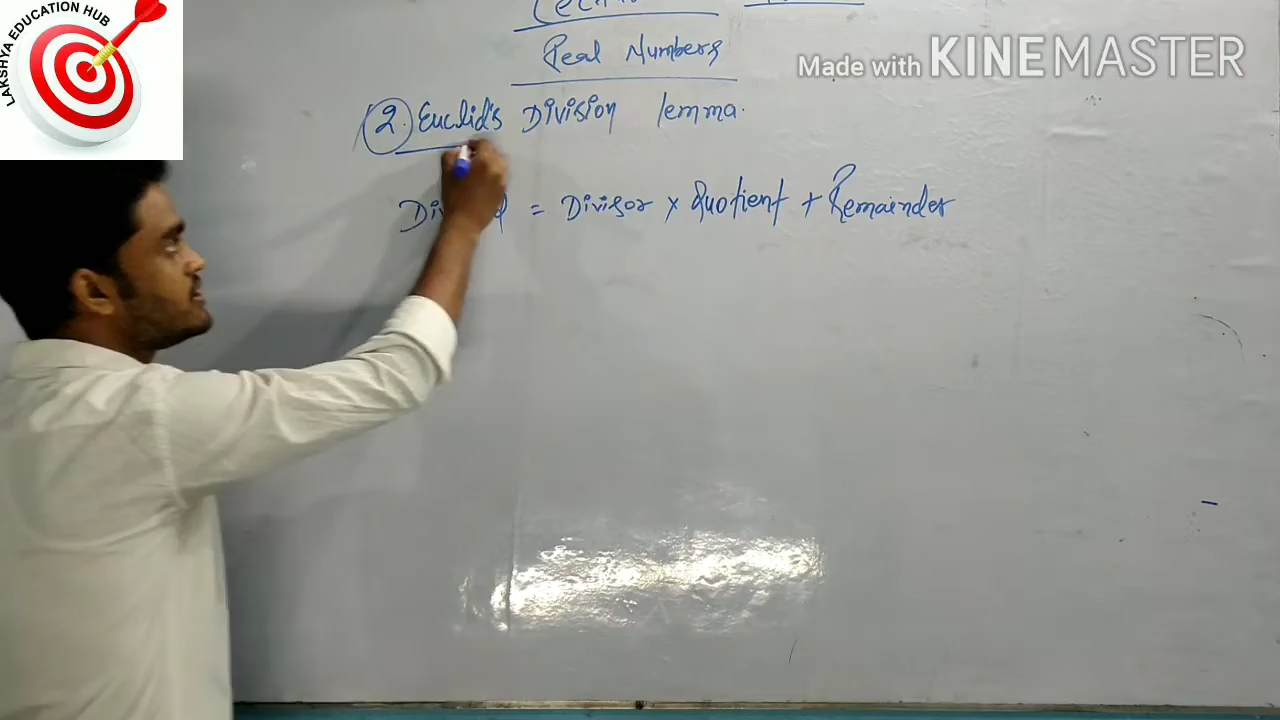 LAKSHYA EDUCATION HUB
Made with KINEMASTER
Real Numbers
2. Euclid's Division lemma.
= Divisor × Quotient + Remainder